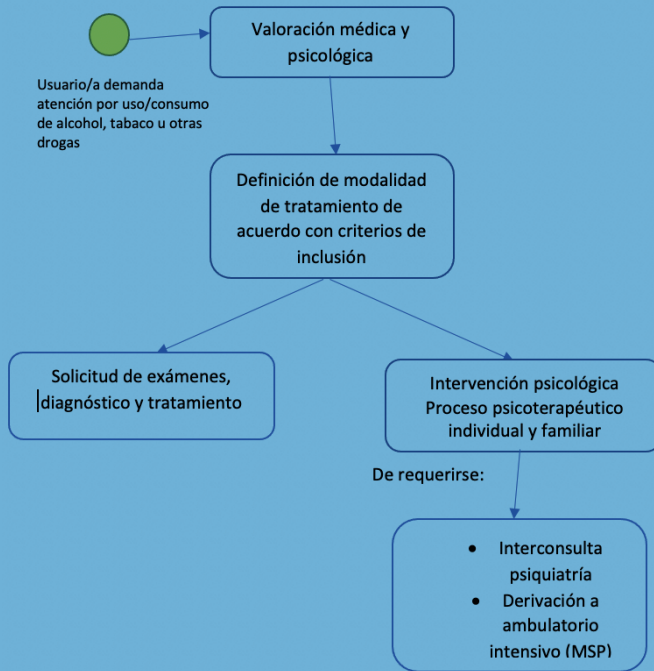 Valoración médica y
psicológica
Usuario/a demanda
atención por uso/consumo
de alcohol, tabaco u otras
drogas
Definición de modalidad
de tratamiento de
acuerdo con criterios de
inclusión
Solicitud de exámenes,
diagnóstico y tratamiento
Intervención psicológica
Proceso psicoterapéutico
individual y familiar
De requerirse:
• Interconsulta
psiquiatría
• Derivación a
ambulatorio
intensivo (MSP)